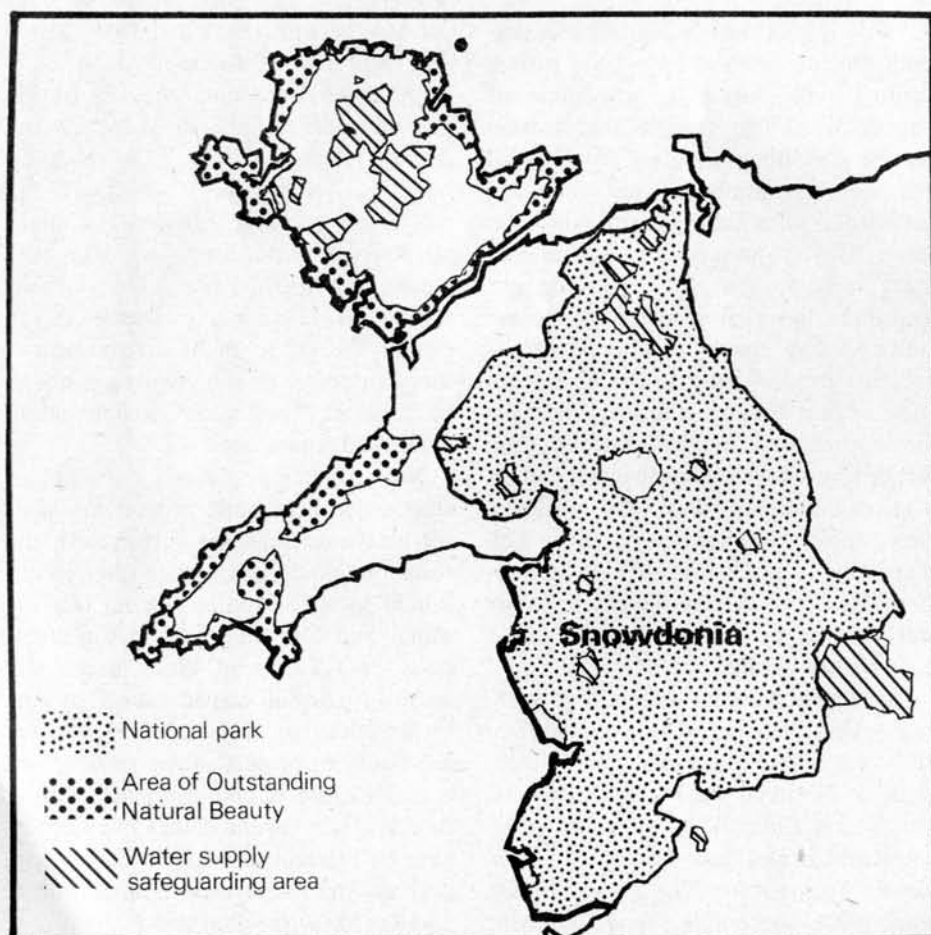 Snowdonia
National park
Area of Outstanding
Natural Beauty
Water supply
safeguarding area